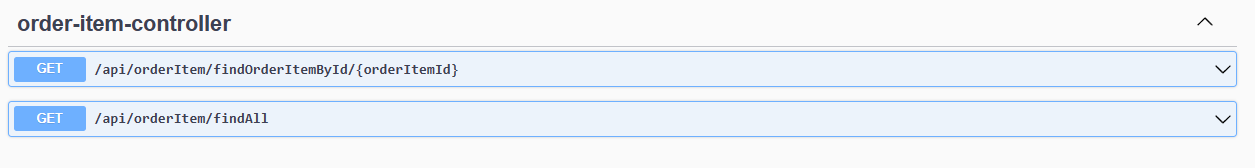 order-item-controller
GET /api/orderItem/findOrderItemById/{orderItemId}
GET /api/orderItem/findAll